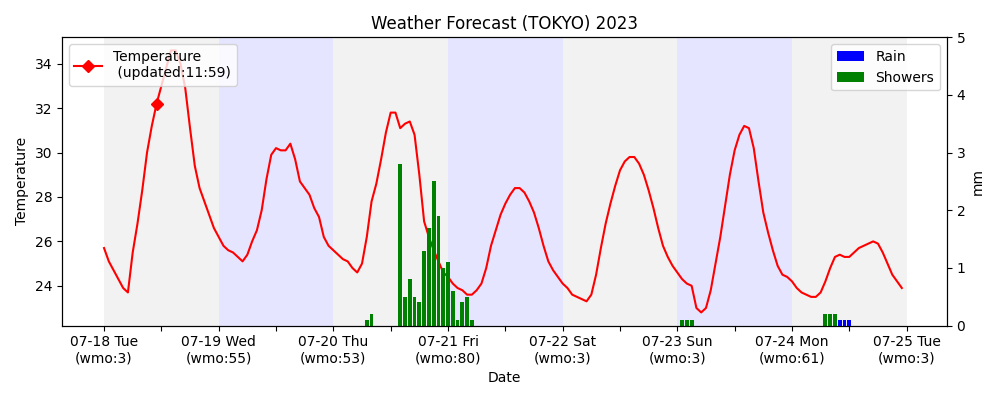 Weather Forecast (TOKYO) 2023
Temperature
(updated:11:59)
Rain
Showers
Temperature
34
32
30
28
26
24
5
4
3
2
1
0
mm
07-18 Tue
(wmo:3)
07-19 Wed
(wmo:55)
07-20 Thu
(wmo:53)
07-21 Fri
(wmo:80)
07-22 Sat
(wmo:3)
07-23 Sun
(wmo:3)
07-24 Mon
(wmo:61)
07-25 Tue
(wmo:3)
Date